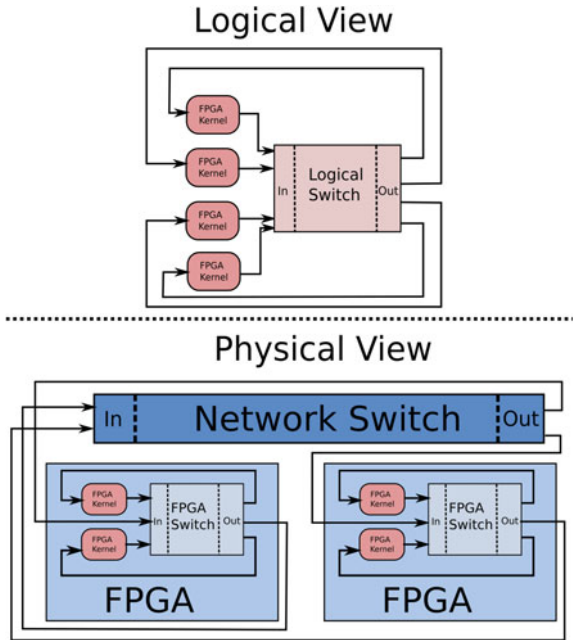 Logical View
FPGA
Kernel
FPGA
Kernel
FPGA
Kernel
FPGA
Kernel
In
Logical
Switch
Out
Physical View
In
Network Switch
Out
FPGA
Kernel
FPGA
Kernel
In
FPGA
Switch
Out
FPGA
FPGA
Kernel
FPGA
Kernel
In
FPGA
Switch
Out
FPGA